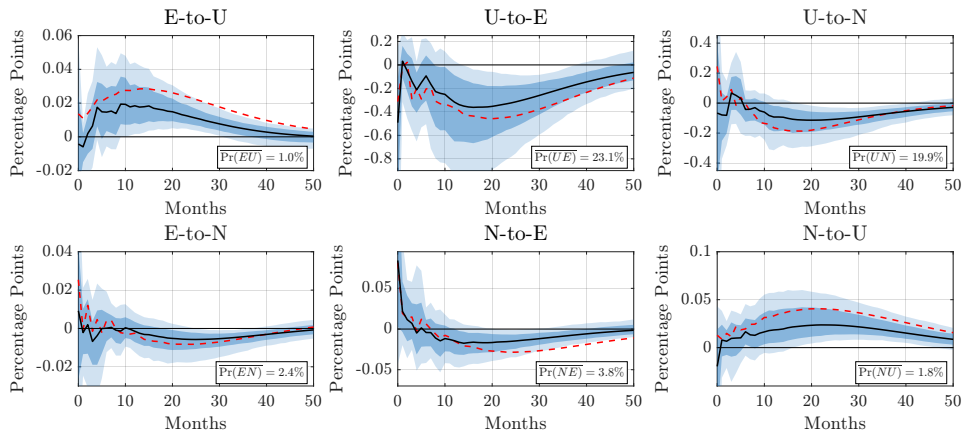 E-to-U
U-to-E
U-to-N
Percentage Points
0.06
0.04
0.02
0
-0.02
0 10 20 30 40 50
Months
Pr(EU) = 1.0%
Percentage Points
0.2
0
-0.2
-0.4
-0.6
-0.8
0 10 20 30 40 50
Months
Pr(UE) = 23.1%
Percentage Points
0.4
0.2
0
-0.2
-0.4
0 10 20 30 40 50
Months
Pr(UN) = 19.9%
E-to-N
N-to-E
N-to-U
Percentage Points
0.04
0.02
0
-0.02
0 10 20 30 40 50
Months
Pr(EN) = 2.4%
Percentage Points
0.05
0
-0.05
0 10 20 30 40 50
Months
Pr(NE) = 3.8%
Percentage Points
0.1
0.05
0
0 10 20 30 40 50
Months
Pr(NU) = 1.8%